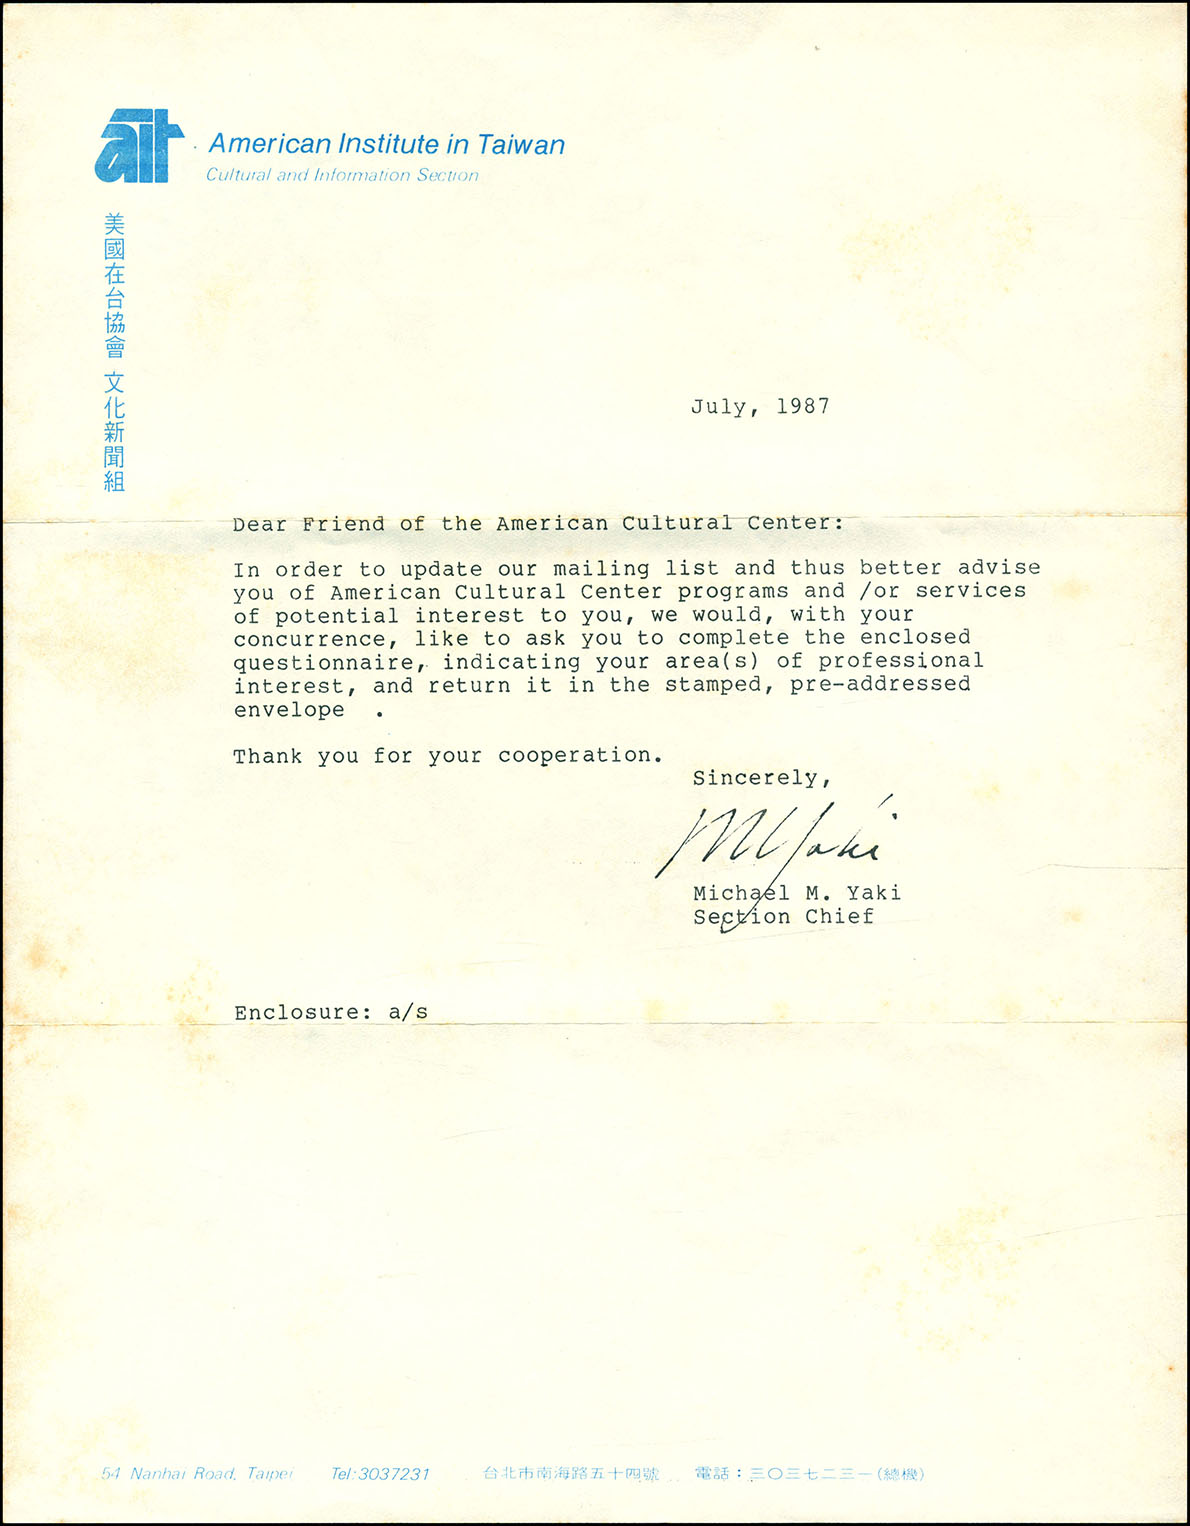 ait
American Institute in Taiwan
Cultural and Information Section
美國在台協會 文化新聞組
July, 1987
Dear Friend of the American Cultural Center:
In order to update our mailing list and thus better advise
you of American Cultural Center programs and /or services
of potential interest to you, we would, with your
concurrence, like to ask you to complete the enclosed
questionnaire, indicating your area(s) of professional
interest, and return it in the stamped, pre-addressed
envelope .
Thank you for your cooperation.
Sincerely,
MYaki
Michael M. Yaki
Section Chief
Enclosure: a/s
54 Nanhai Road, Taipei Tel:3037231 台北市南海路五十四號 電話：三〇三七二三一(總機)